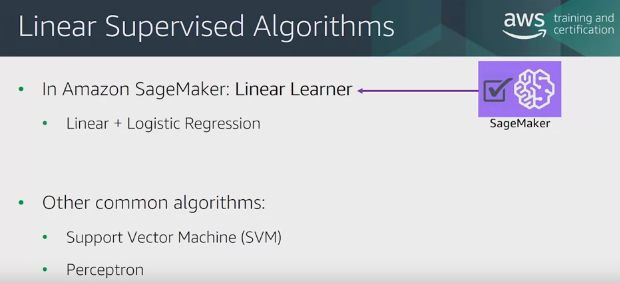 Linear Supervised Algorithms
aws training and certification
• In Amazon SageMaker: Linear Learner
• Linear + Logistic Regression
SageMaker
• Other common algorithms:
• Support Vector Machine (SVM)
• Perceptron